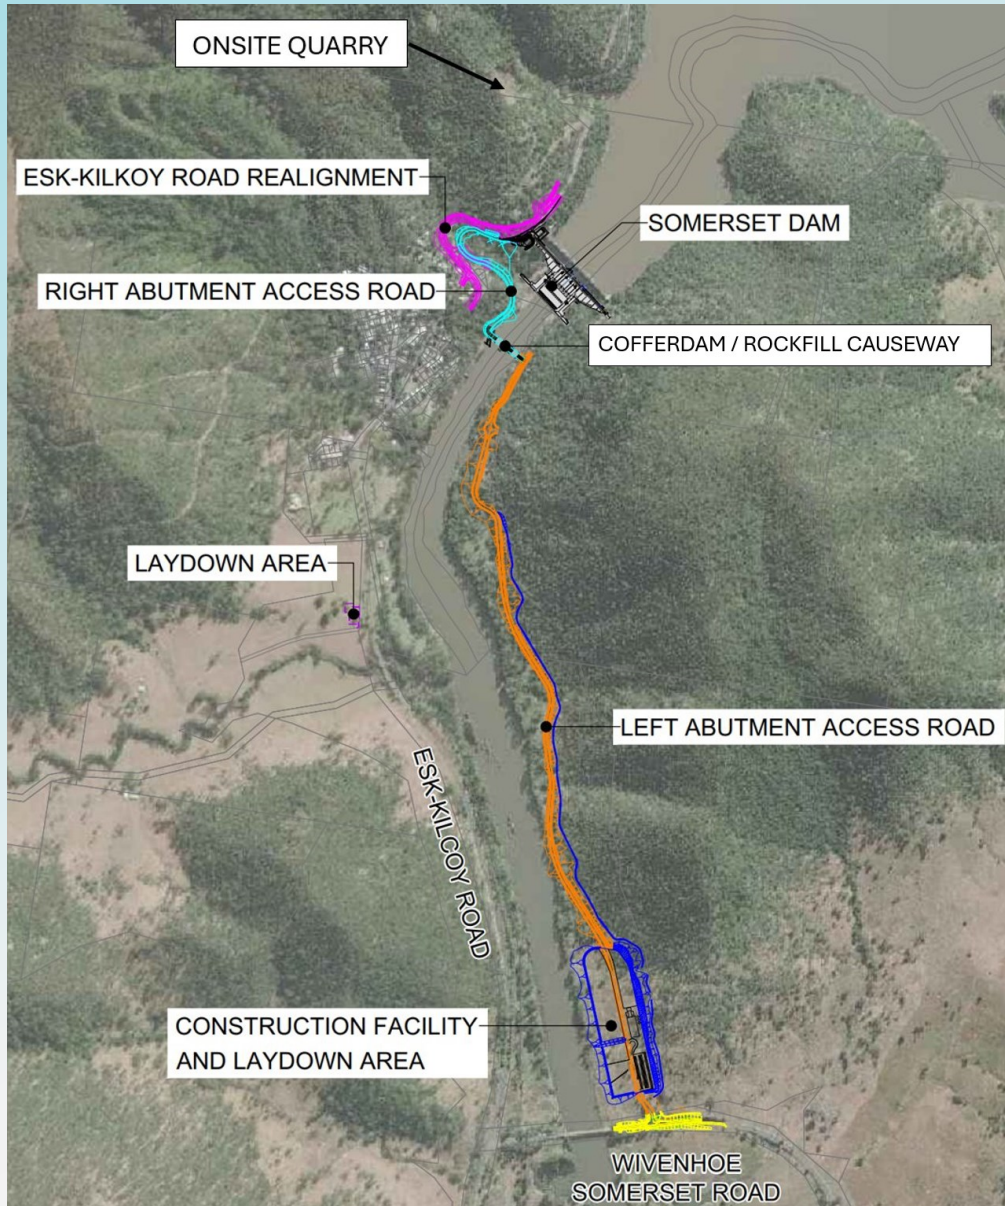 ONSITE QUARRY
ESK-KILKOY ROAD REALIGNMENT
SOMERSET DAM
RIGHT ABUTMENT ACCESS ROAD
COFFERDAM / ROCKFILL CAUSEWAY
LAYDOWN AREA
LEFT ABUTMENT ACCESS ROAD
ESK-KILCOY ROAD
CONSTRUCTION FACILITY
AND LAYDOWN AREA
WIVENHOE
SOMERSET ROAD